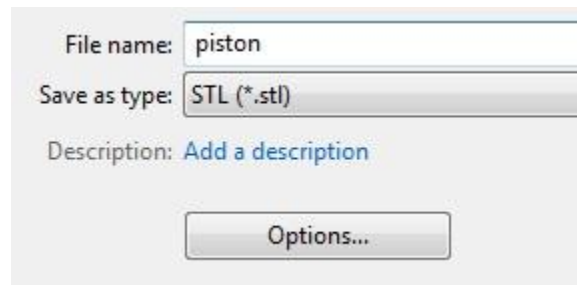 File name: piston
Save as type: STL (*.stl)
Description: Add a description
Options...